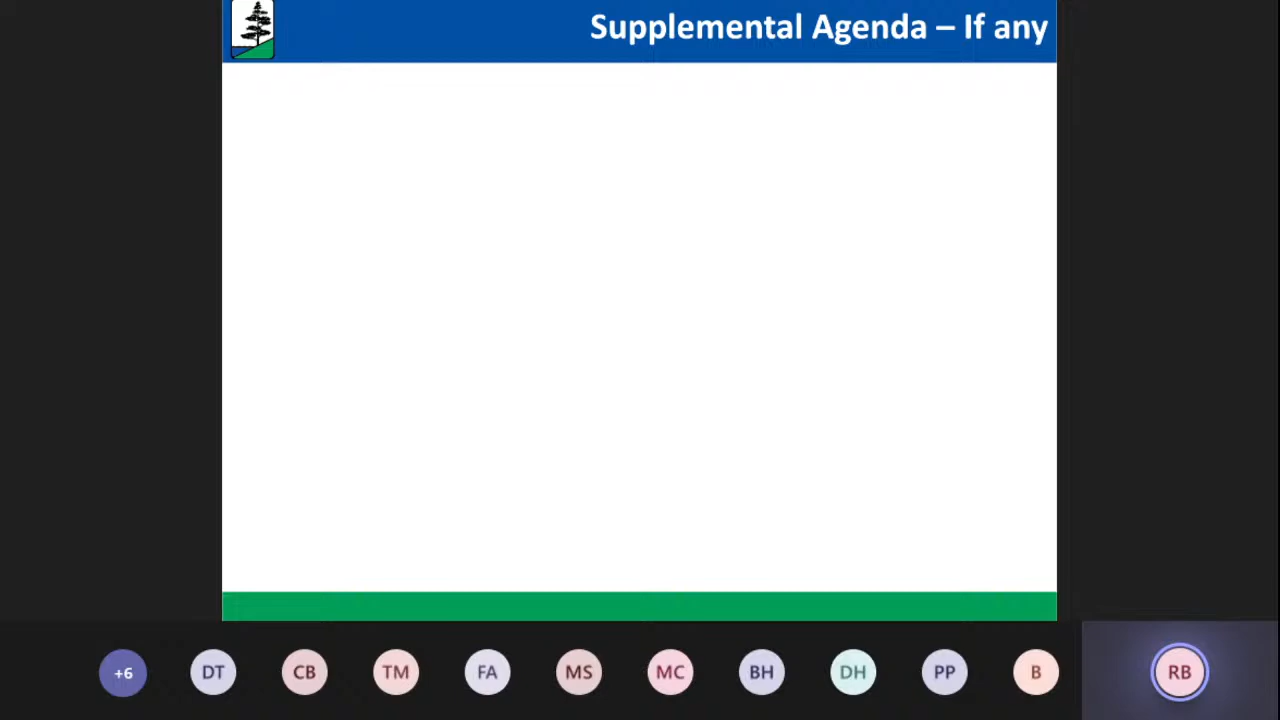 Supplemental Agenda – If any
+6 DT CB TM FA MS MC BH DH PP B RB